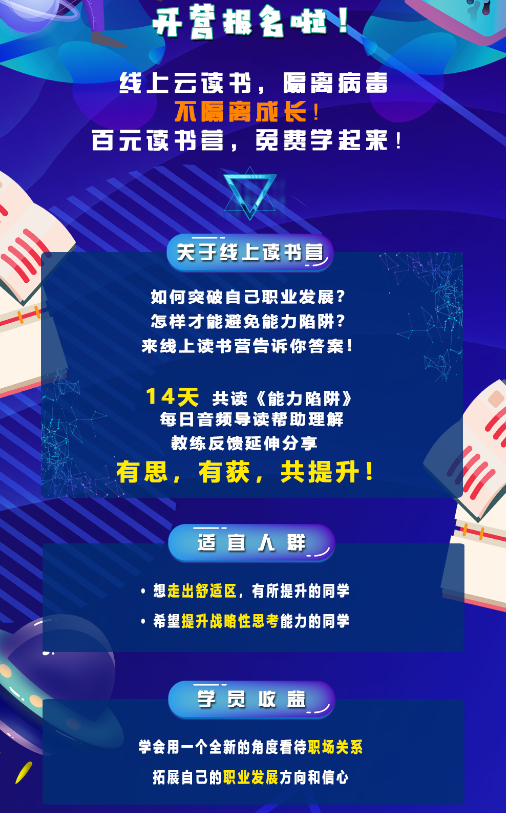 开营报名啦！
线上云读书，隔离病毒
不隔离成长！
百元读书营，免费学起来！
关于线上读书营
如何突破自己职业发展？
怎样才能避免能力陷阱？
来线上读书营告诉你答案！
14天 共读《能力陷阱》
每日音频导读帮助理解
教练反馈延伸分享
有思，有获，共提升！
适宜人群
· 想走出舒适区，有所提升的同学
· 希望提升战略性思考能力的同学
学员收益
学会用一个全新的角度看待职场关系
拓展自己的职业发展方向和信心